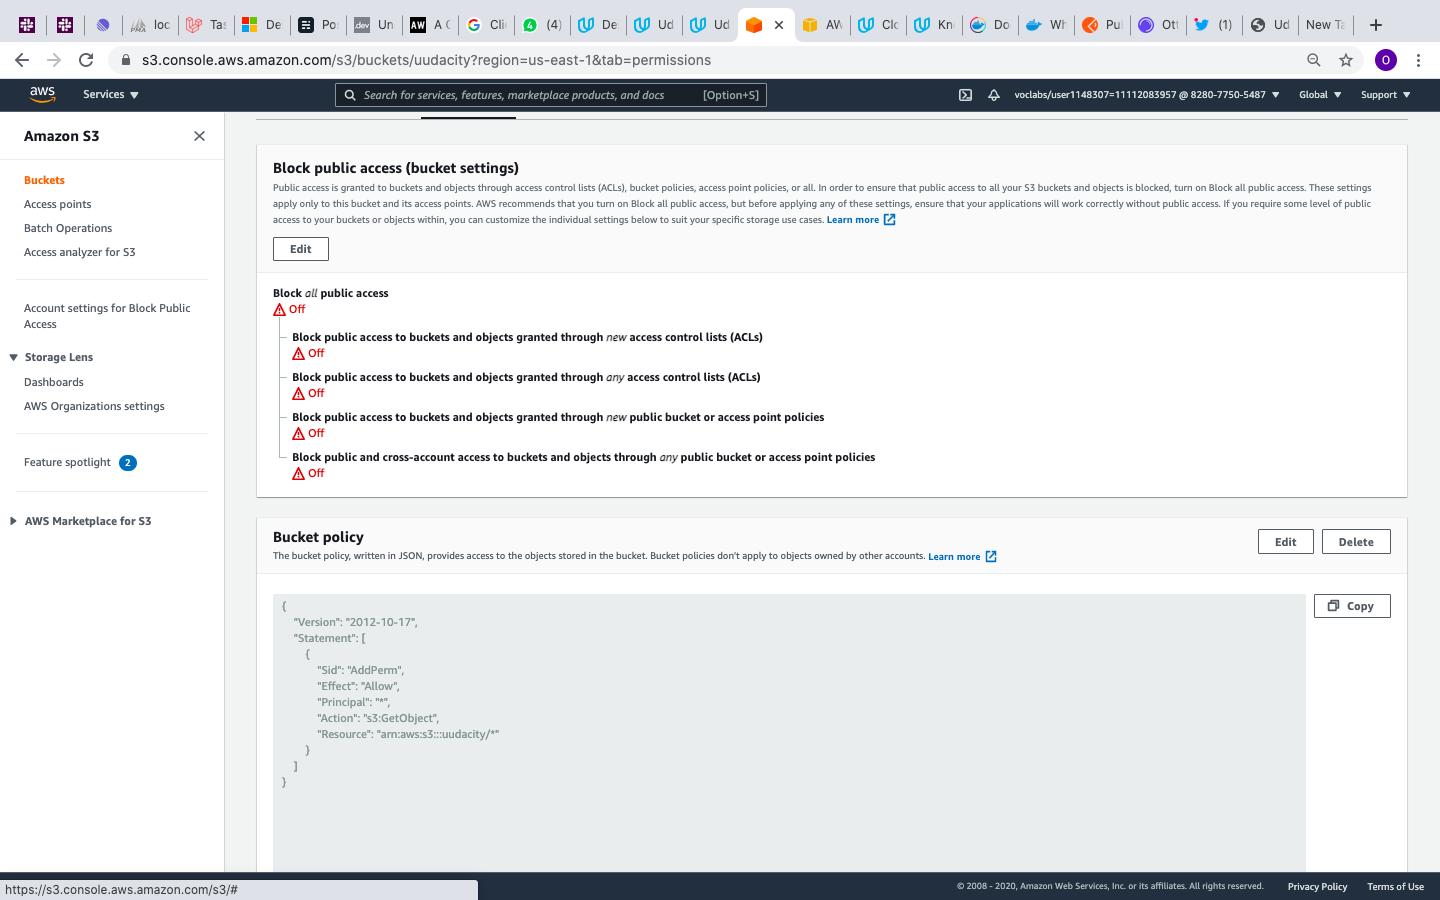 loc
Tas
De
Po
Un
A C
Clic
(4)
De
Ud
Ud
AW
Clo
Kn
Do
Wh
Pul
Ott
(1)
Ud
New Ta
s3.console.aws.amazon.com/s3/buckets/uudacity?region=us-east-1&tab=permissions
O
aws
Services
Search for services, features, marketplace products, and docs
[Option+S]
voclabs/user1148307=11112083957 @ 8280-7750-5487
Global
Support
Amazon S3
Buckets
Access points
Batch Operations
Access analyzer for S3
Account settings for Block Public
Access
Storage Lens
Dashboards
AWS Organizations settings
Feature spotlight 2
AWS Marketplace for S3
Block public access (bucket settings)
Public access is granted to buckets and objects through access control lists (ACLs), bucket policies, access point policies, or all. In order to ensure that public access to all your S3 buckets and objects is blocked, turn on Block all public access. These settings
apply only to this bucket and its access points. AWS recommends that you turn on Block all public access, but before applying any of these settings, ensure that your applications will work correctly without public access. If you require some level of public
access to your buckets or objects within, you can customize the individual settings below to suit your specific storage use cases. Learn more
Edit
Block all public access
Off
Block public access to buckets and objects granted through new access control lists (ACLs)
Off
Block public access to buckets and objects granted through any access control lists (ACLs)
Off
Block public access to buckets and objects granted through new public bucket or access point policies
Off
Block public and cross-account access to buckets and objects through any public bucket or access point policies
Off
Bucket policy
The bucket policy, written in JSON, provides access to the objects stored in the bucket. Bucket policies don't apply to objects owned by other accounts. Learn more
Edit
Delete
Copy
{
"Version": "2012-10-17",
"Statement": [
{
"Sid": "AddPerm",
"Effect": "Allow",
"Principal": "*",
"Action": "s3:GetObject",
"Resource": "arn:aws:s3:::uudacity/*"
}
]
}
https://s3.console.aws.amazon.com/s3/#
© 2008 - 2020, Amazon Web Services, Inc. or its affiliates. All rights reserved.
Privacy Policy
Terms of Use